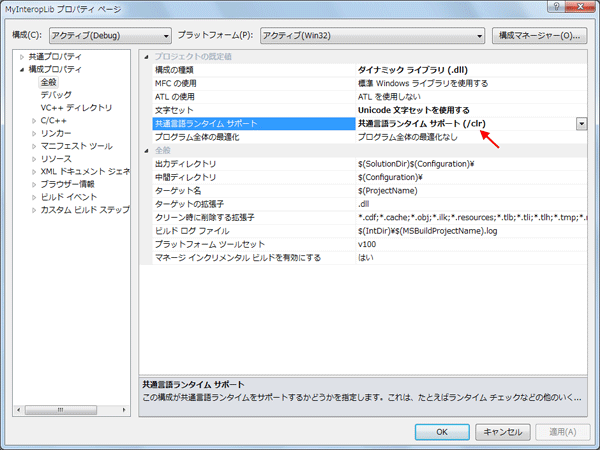 MyInteropLib プロパティ ページ
構成(C): アクティブ(Debug) プラットフォーム(P): アクティブ(Win32) 構成マネージャー(O)...
共通プロパティ
構成プロパティ
全般
デバッグ
VC++ ディレクトリ
C/C++
リンカー
マニフェスト ツール
リソース
XML ドキュメント ジェネ
ブラウザー情報
ビルド イベント
カスタム ビルド ステップ
プロジェクトの既定値
構成の種類 ダイナミック ライブラリ (.dll)
MFC の使用 標準 Windows ライブラリを使用する
ATL の使用 ATL を使用しない
文字セット Unicode 文字セットを使用する
共通言語ランタイム サポート 共通言語ランタイム サポート (/clr)
プログラム全体の最適化 プログラム全体の最適化なし
全般
出力ディレクトリ $(SolutionDir)$(Configuration)¥
中間ディレクトリ $(Configuration)¥
ターゲット名 $(ProjectName)
ターゲットの拡張子 .dll
クリーン時に削除する拡張子 *.cdf;*.cache;*.obj;*.ilk;*.resources;*.tlb;*.tli;*.tlh;*.tmp;*.
ビルド ログ ファイル $(IntDir)¥$(MSBuildProjectName).log
プラットフォーム ツールセット v100
マネージ インクリメンタル ビルドを有効にする はい
共通言語ランタイム サポート
この構成が共通言語ランタイムをサポートするかどうかを指定します。これは、たとえばランタイム チェックなどの他のいく...
OK キャンセル 適用(A)